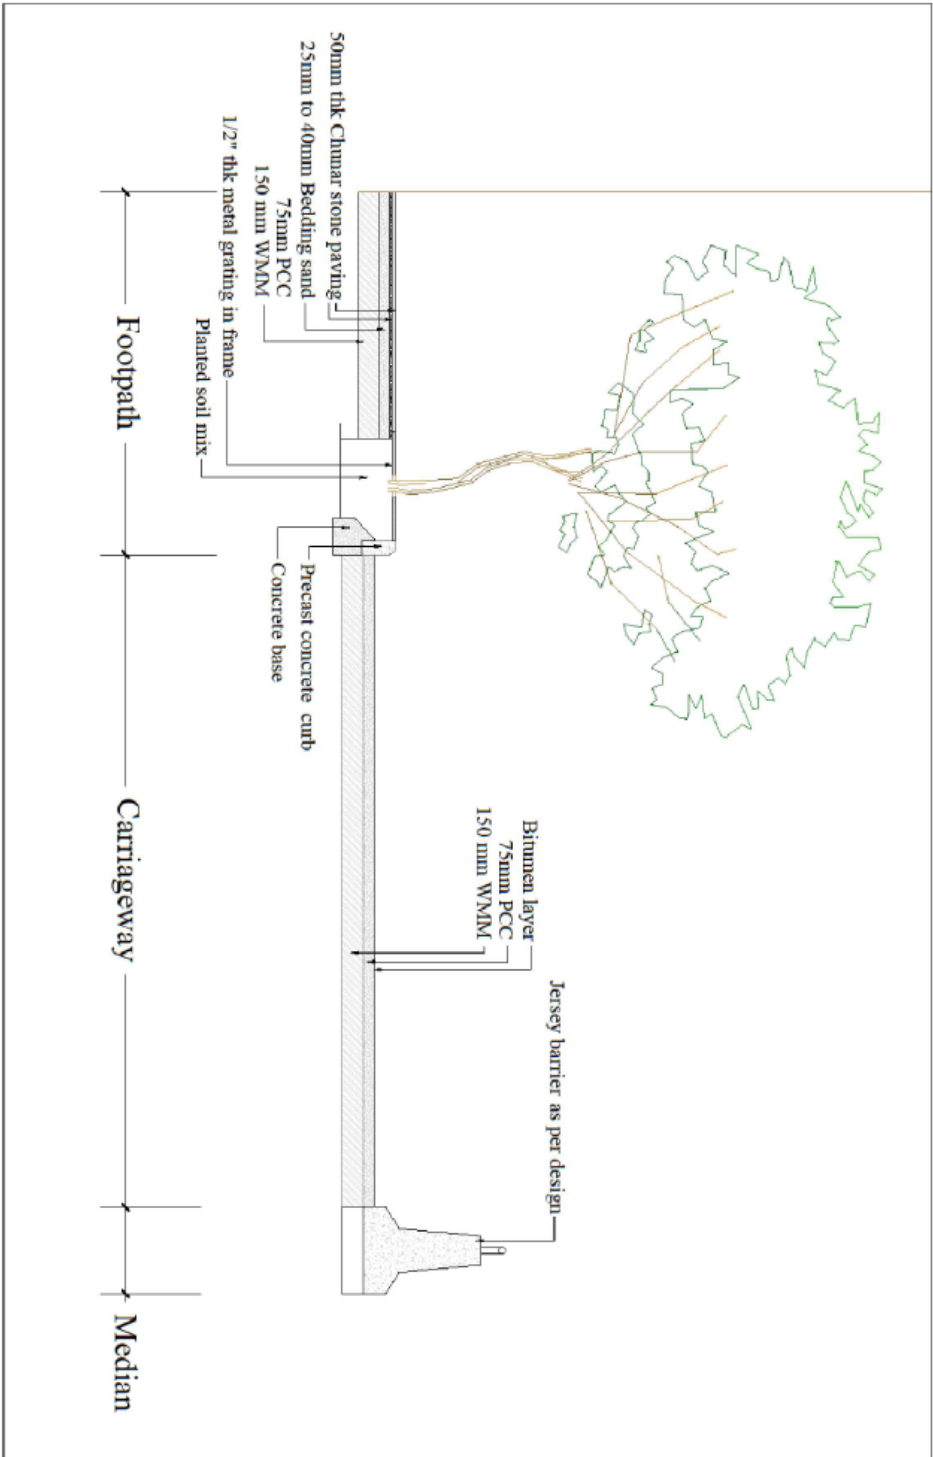 Jersey barrier as per design
Bitumen layer
75mm PCC
150 mm WMM
50mm thk Chunar stone paving
25mm to 40mm Bedding sand
75mm PCC
150 mm WMM
1/2" thk metal grating in frame
Planted soil mix
Precast concrete curb
Concrete base
Footpath
Carriageway
Median